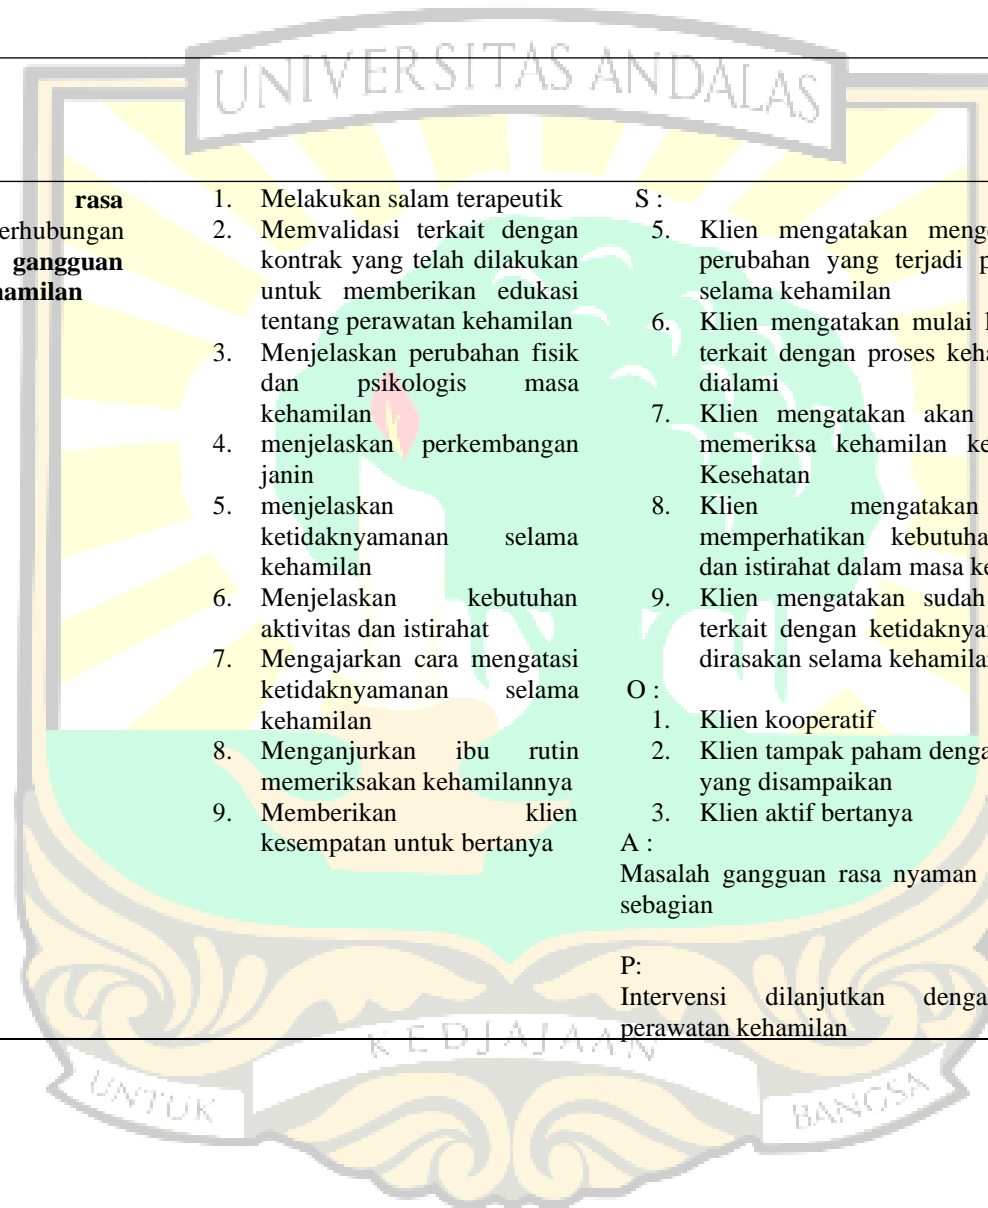 UNIVERSITAS ANDALAS
rasa
gangguan
1. Melakukan salam terapeutik
2. Memvalidasi terkait dengan
kontrak yang telah dilakukan
untuk memberikan edukasi
tentang perawatan kehamilan
3. Menjelaskan perubahan fisik
dan psikologis masa
kehamilan
4. menjelaskan perkembangan
janin
5. menjelaskan
ketidaknyamanan selama
kehamilan
6. Menjelaskan kebutuhan
aktivitas dan istirahat
7. Mengajarkan cara mengatasi
ketidaknyamanan selama
kehamilan
8. Menganjurkan ibu rutin
memeriksakan kehamilannya
9. Memberikan klien
kesempatan untuk bertanya
S :
5. Klien mengatakan
perubahan yang terjadi
selama kehamilan
6. Klien mengatakan mulai
terkait dengan proses
dialami
7. Klien mengatakan akan
memeriksa kehamilan
Kesehatan
8. Klien mengatakan
memperhatikan
dan istirahat dalam masa
9. Klien mengatakan sudah
terkait dengan
dirasakan selama
O :
1. Klien kooperatif
2. Klien tampak paham
yang disampaikan
3. Klien aktif bertanya
A :
Masalah gangguan rasa nyaman
sebagian
P:
Intervensi dilanjutkan
perawatan kehamilan
UNTUK KEDJAJAAN BANGSA